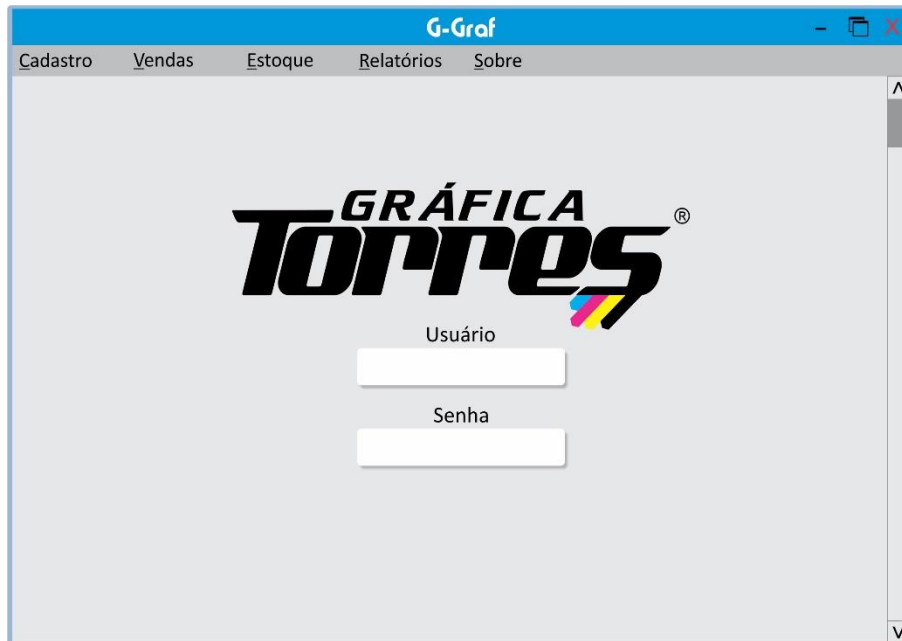 G-Graf
Cadastro Vendas Estoque Relatórios Sobre
GRÁFICA
Torres®
Usuário
Senha